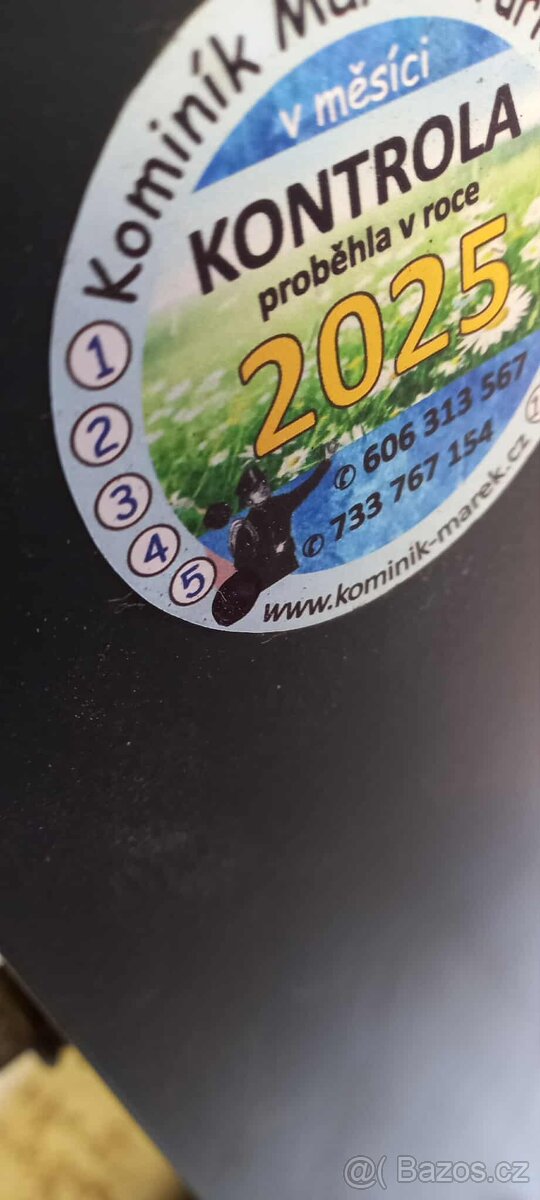 Kominík
v měsíci
KONTROLA
proběhla v roce
2025
✆ 606 313 567
✆ 733 767 154
www.kominik-marek.cz
1
2
3
4
5
@( Bazos.cz